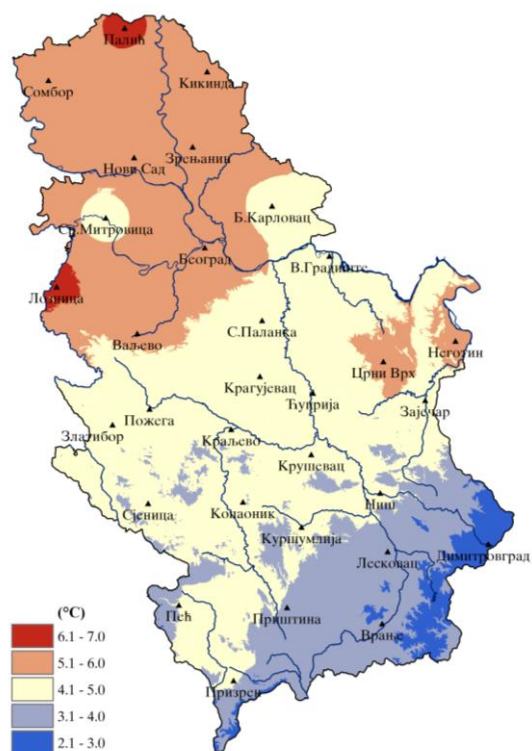 Палић
Кикинда
Сомбор
Зрењанин
Нови Сад
Б.Карловац
Ср.Митровица
Београд
В.Градиште
Лозница
С.Паланка
Ваљево
Неготин
Црни Врх
Крагујевац
Ћуприја
Зајечар
Пожега
Златибор
Краљево
Крушевац
Ниш
Сјеница
Копаоник
Куршумлија
Димитровград
Лесковац
Пећ
Приштина
Врање
Призрен
(°C)
6.1 - 7.0
5.1 - 6.0
4.1 - 5.0
3.1 - 4.0
2.1 - 3.0